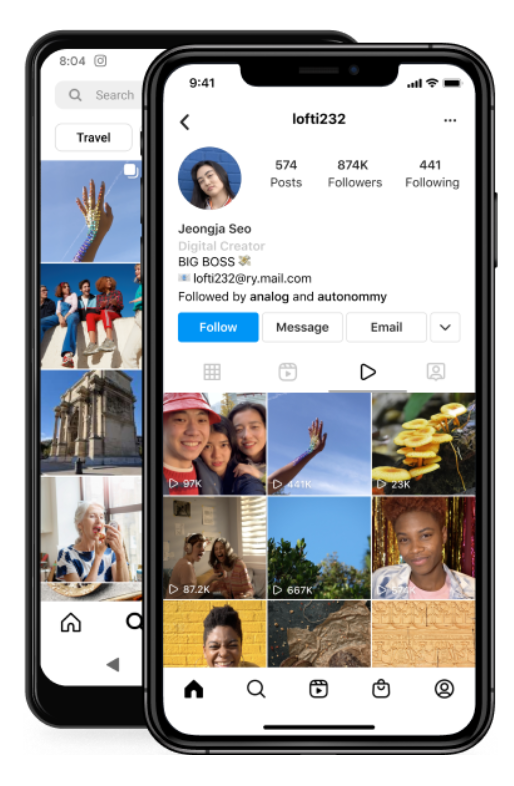 8:04
Search
Travel
9:41
lofti232
574
874K
441
Posts
Followers
Following
Jeongja Seo
Digital Creator
BIG BOSS 💸
📧 lofti232@ry.mail.com
Followed by analog and autonommy
Follow
Message
Email
97K
441K
23K
87.2K
667K